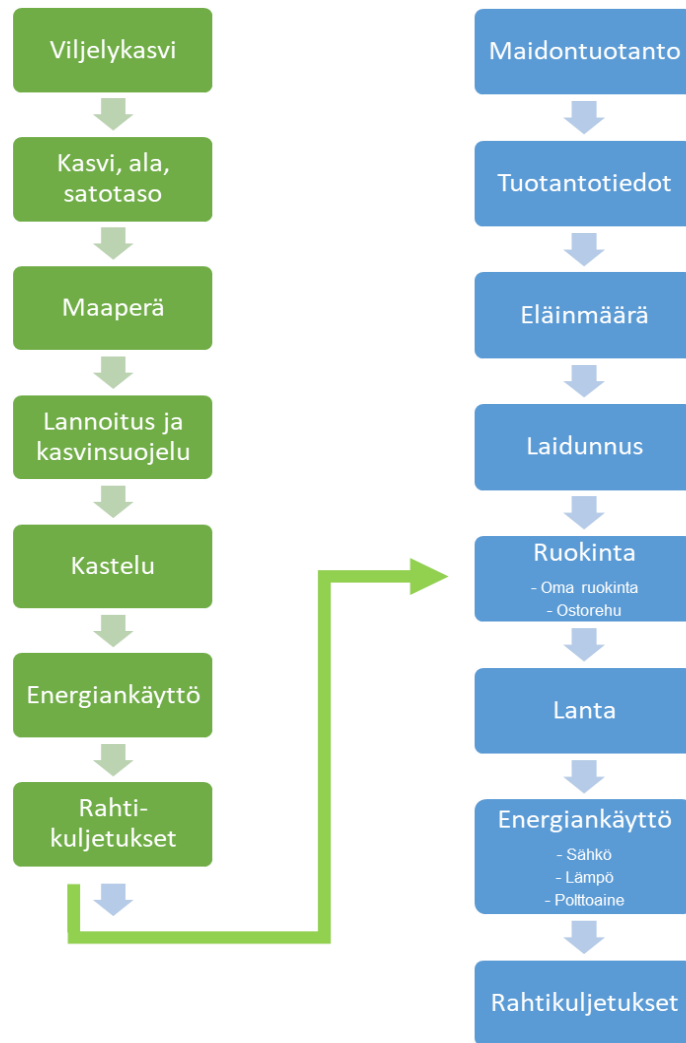 Viljelykasvi
Kasvi, ala,
satotaso
Maaperä
Lannoitus ja
kasvinsuojelu
Kastelu
Energiankäyttö
Rahti-
kuljetukset
Maidontuotanto
Tuotantotiedot
Eläinmäärä
Laidunnus
Ruokinta
- Oma ruokinta
- Ostorehu
Lanta
Energiankäyttö
- Sähkö
- Lämpö
- Polttoaine
Rahtikuljetukset